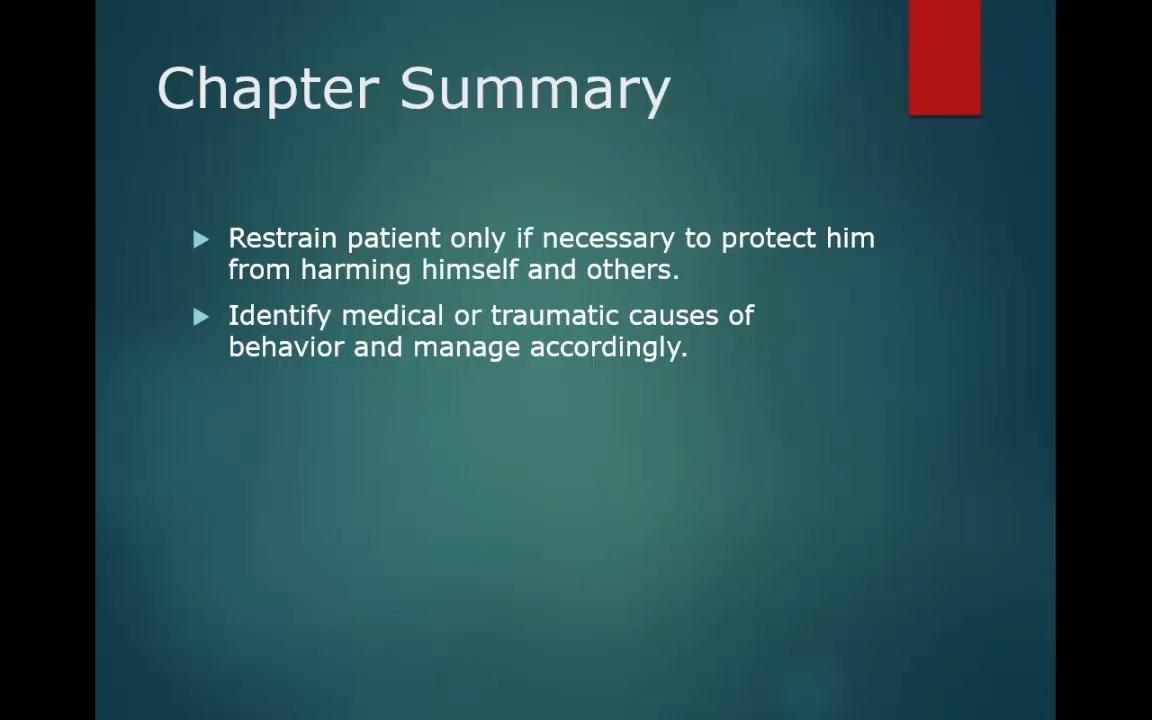 Chapter Summary
Restrain patient only if necessary to protect him
from harming himself and others.
Identify medical or traumatic causes of
behavior and manage accordingly.